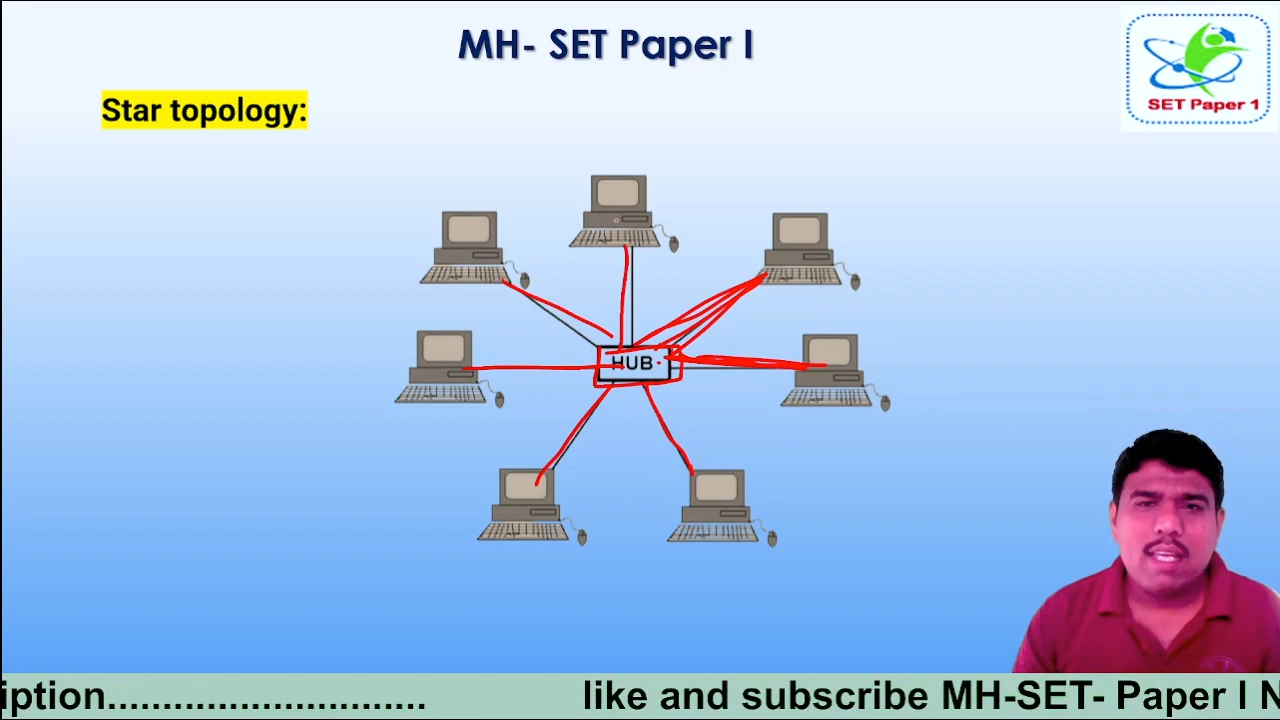 MH- SET Paper I
SET Paper 1
Star topology:
HUB
iption............................ like and subscribe MH-SET- Paper I N